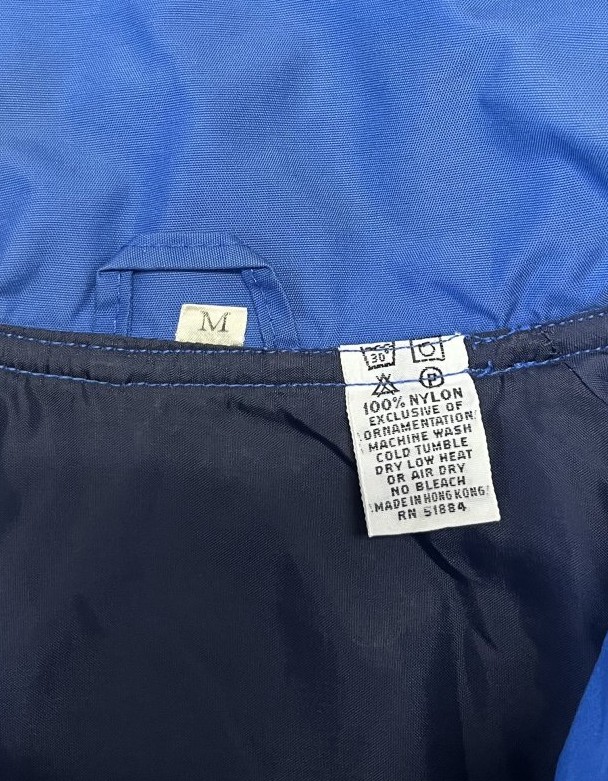 M
30°
P
100% NYLON
EXCLUSIVE OF
ORNAMENTATION
MACHINE WASH
COLD TUMBLE
DRY LOW HEAT
OR AIR DRY
NO BLEACH
MADE IN HONG KONG
RN 51884